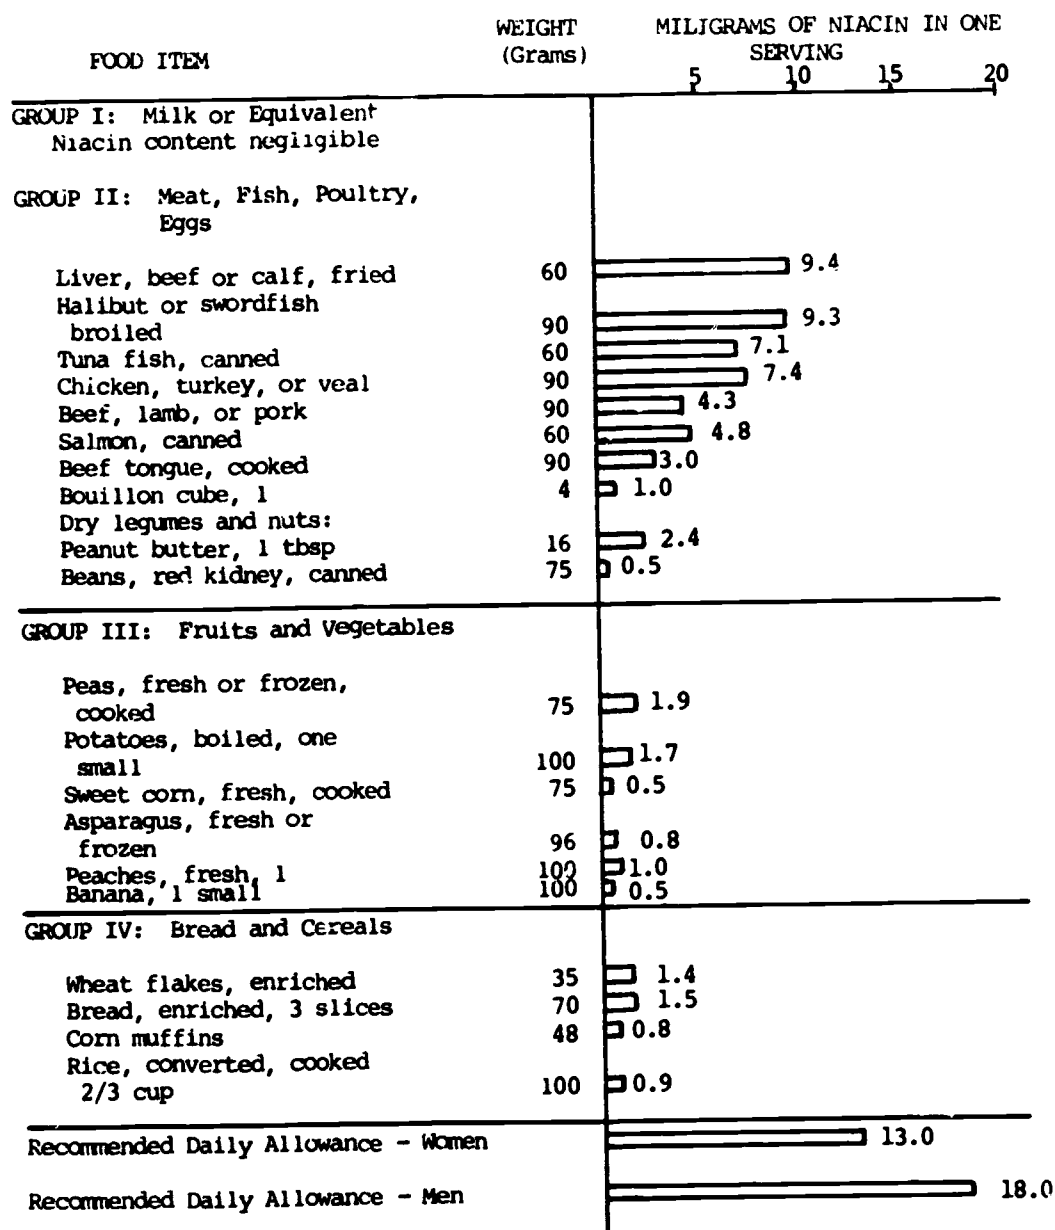 FOOD ITEM WEIGHT (Grams) MILIGRAMS OF NIACIN IN ONE SERVING
5 10 15 20
GROUP I: Milk or Equivalent
Niacin content negligible
GROUP II: Meat, Fish, Poultry,
Eggs
Liver, beef or calf, fried 60 9.4
Halibut or swordfish
broiled 90 9.3
Tuna fish, canned 60 7.1
Chicken, turkey, or veal 90 7.4
Beef, lamb, or pork 90 4.3
Salmon, canned 60 4.8
Beef tongue, cooked 90 3.0
Bouillon cube, 1 4 1.0
Dry legumes and nuts:
Peanut butter, 1 tbsp 16 2.4
Beans, red kidney, canned 75 0.5
GROUP III: Fruits and Vegetables
Peas, fresh or frozen,
cooked 75 1.9
Potatoes, boiled, one
small 100 1.7
Sweet corn, fresh, cooked 75 0.5
Asparagus, fresh or
frozen 96 0.8
Peaches, fresh, 1 100 1.0
Banana, 1 small 100 0.5
GROUP IV: Bread and Cereals
Wheat flakes, enriched 35 1.4
Bread, enriched, 3 slices 70 1.5
Corn muffins 48 0.8
Rice, converted, cooked
2/3 cup 100 0.9
Recommended Daily Allowance - Women 13.0
Recommended Daily Allowance - Men 18.0